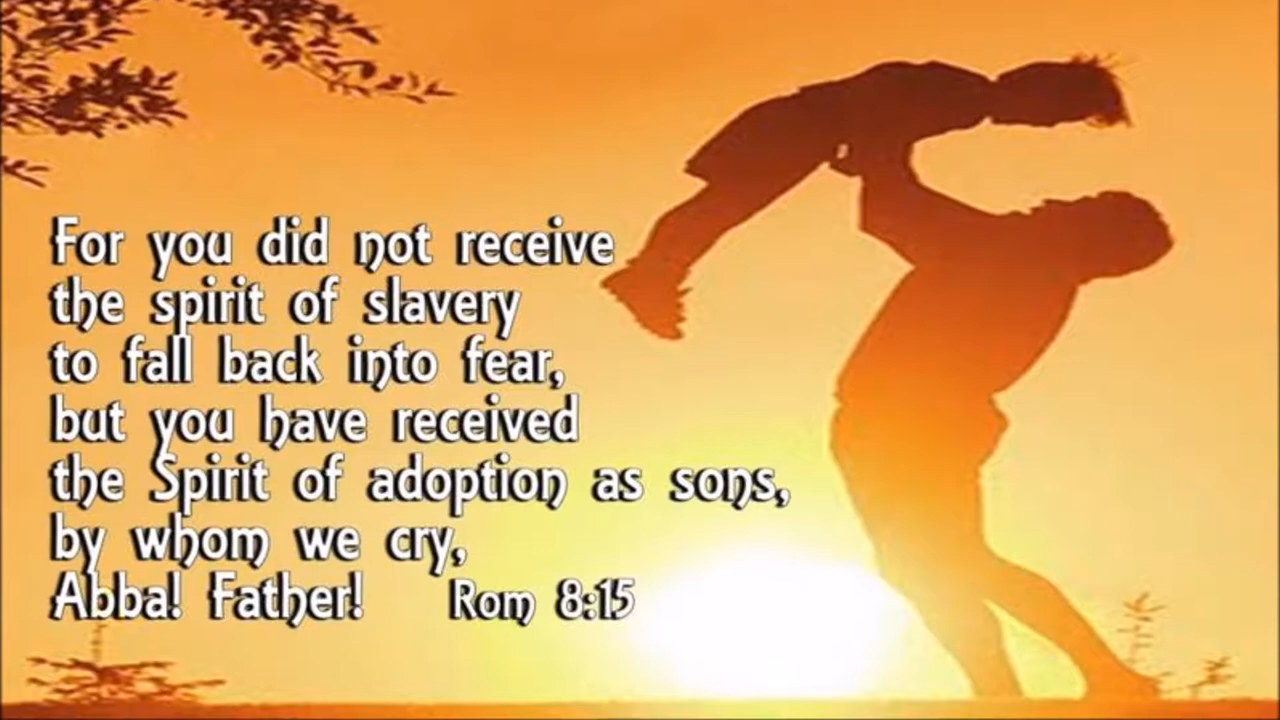 For you did not receive
the spirit of slavery
to fall back into fear,
but you have received
the Spirit of adoption as sons,
by whom we cry,
Abba! Father! Rom 8:15